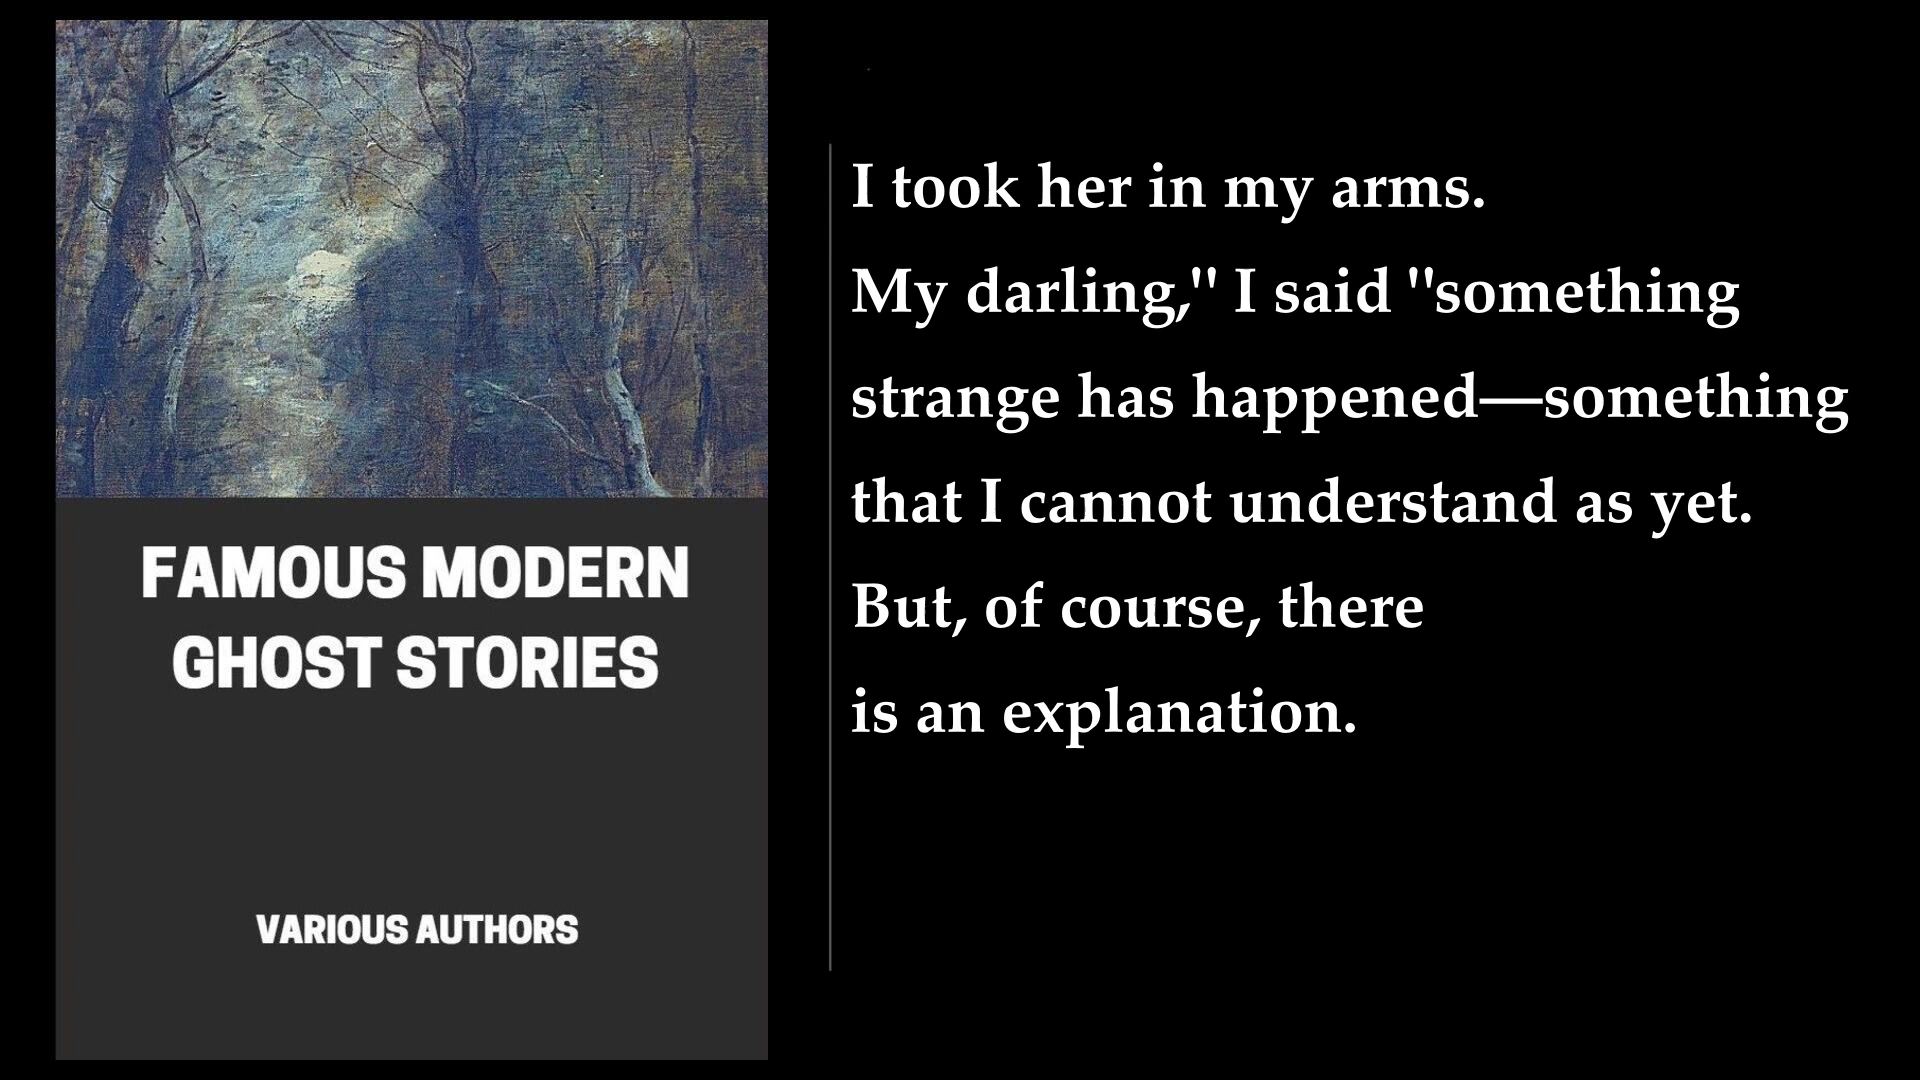 FAMOUS MODERN
GHOST STORIES
VARIOUS AUTHORS
I took her in my arms.
My darling," I said "something
strange has happened—something
that I cannot understand as yet.
But, of course, there
is an explanation.